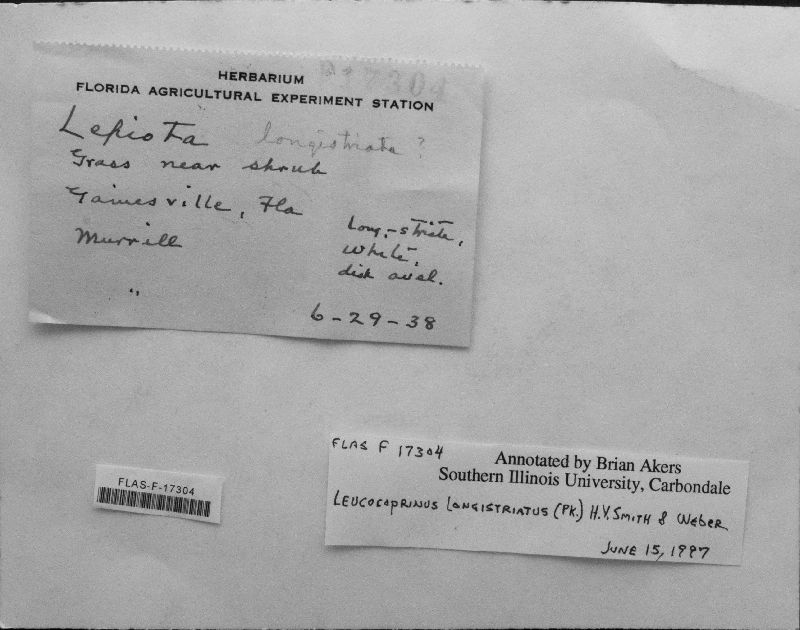 F 17304
HERBARIUM
FLORIDA AGRICULTURAL EXPERIMENT STATION
Lepiota longistriata ?
Grass near shrub
Gainesville, Fla
Long.-striate,
Murrill
white,
disk avel.
"
6-29-38
FLAS-F-17304
FLAS F 17304
Annotated by Brian Akers
Southern Illinois University, Carbondale
LEUCOCOPRINUS LONGISTRIATUS (PK.) H.V. SMITH & WEBER
JUNE 15, 1997